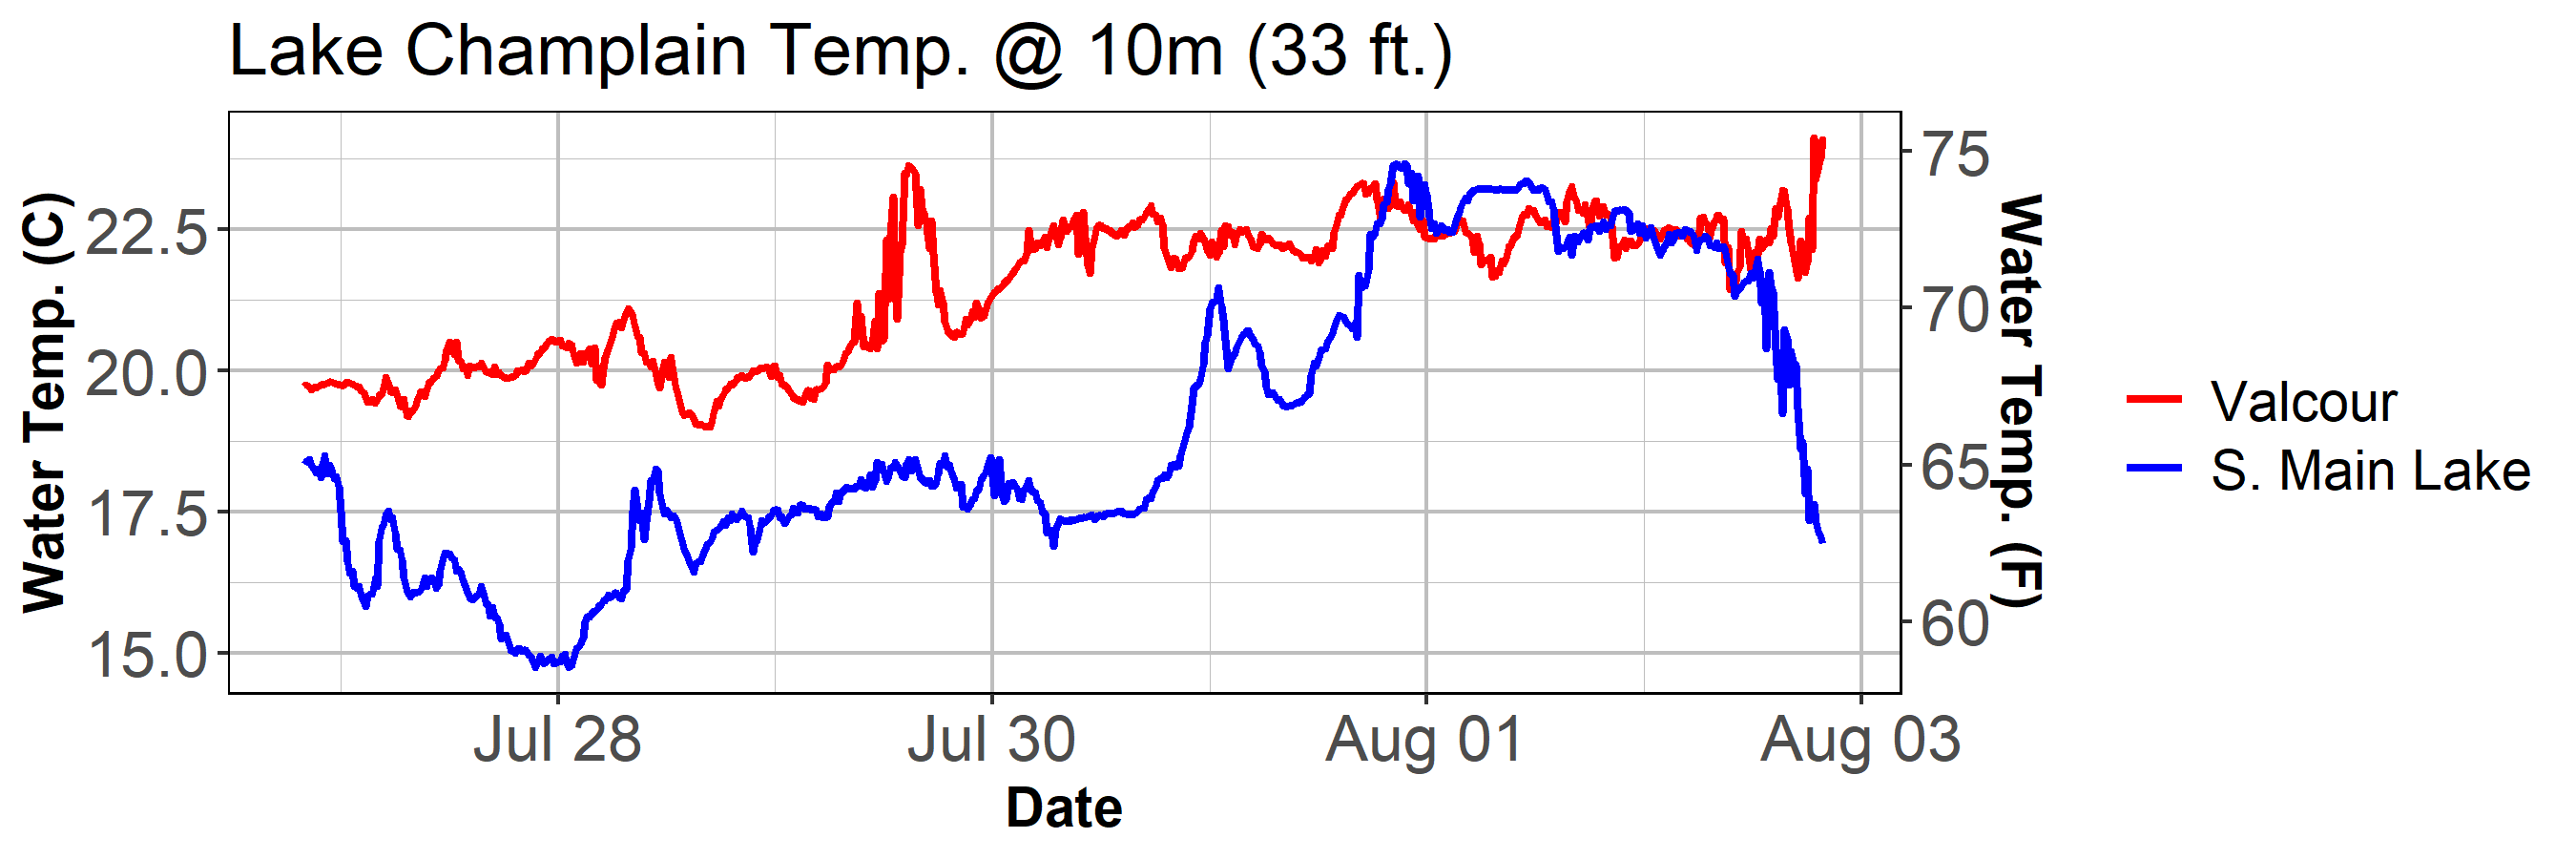 Lake Champlain Temp. @ 10m (33 ft.)
Water Temp. (C)
22.5
20.0
17.5
15.0
75
70
65
60
Water Temp. (F)
Jul 28 Jul 30 Aug 01 Aug 03
Date
Valcour
S. Main Lake